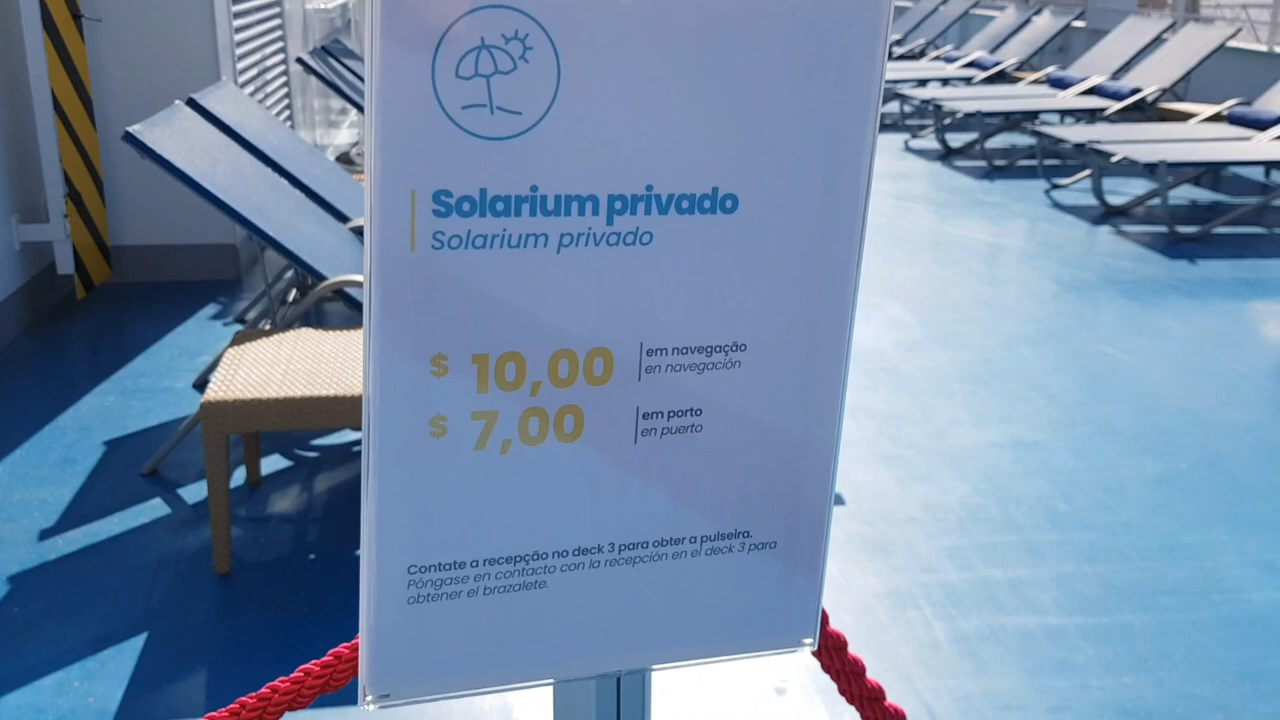 Solarium privado
Solarium privado
$ 10,00 em navegação
en navegación
$ 7,00 em porto
en puerto
Contate a recepção no deck 3 para obter a pulseira.
Póngase en contacto con la recepción en el deck 3 para
obtener el brazalete.